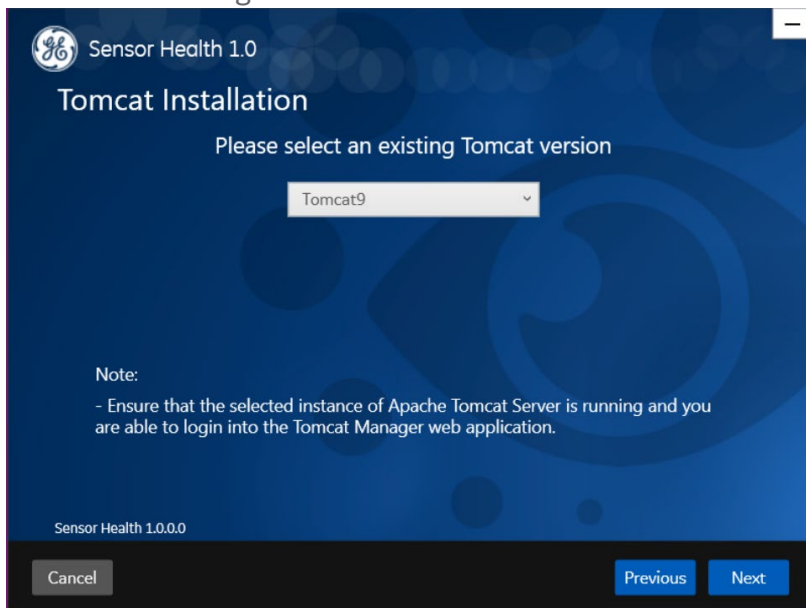 Sensor Health 1.0
Tomcat Installation
Please select an existing Tomcat version
Tomcat9
Note:
- Ensure that the selected instance of Apache Tomcat Server is running and you
are able to login into the Tomcat Manager web application.
Sensor Health 1.0.0.0
Cancel
Previous
Next